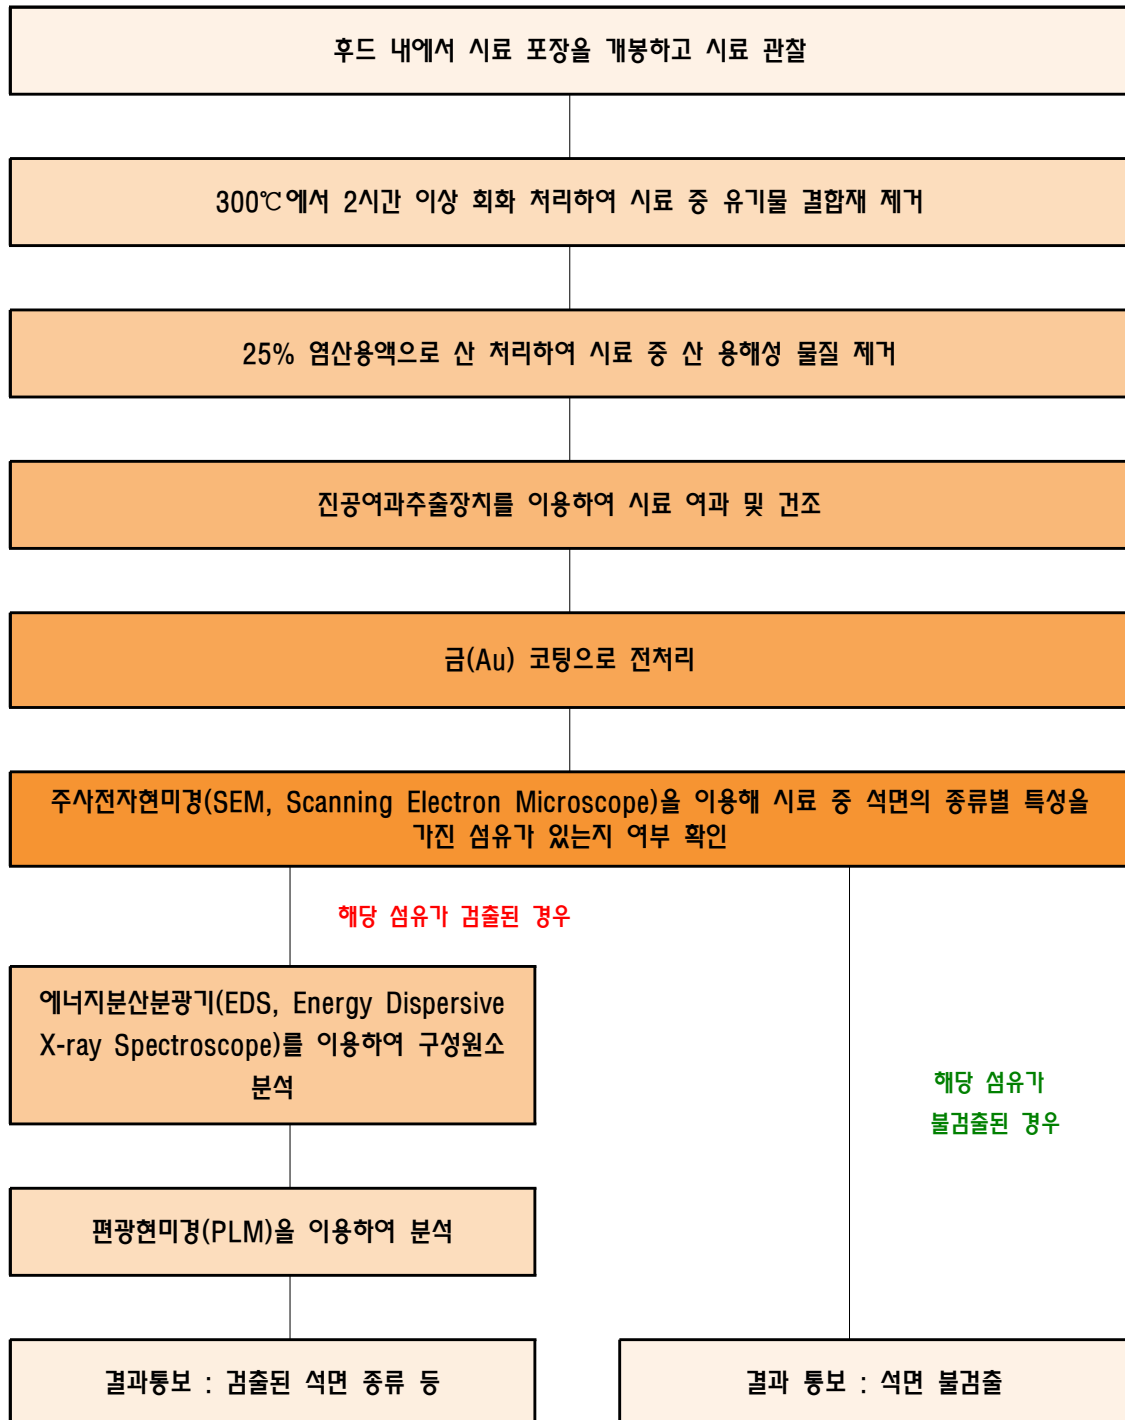 후드 내에서 시료 포장을 개봉하고 시료 관찰
300℃에서 2시간 이상 회화 처리하여 시료 중 유기물 결합재 제거
25% 염산용액으로 산 처리하여 시료 중 산 용해성 물질 제거
진공여과추출장치를 이용하여 시료 여과 및 건조
금(Au) 코팅으로 전처리
주사전자현미경(SEM, Scanning Electron Microscope)을 이용해 시료 중 석면의 종류별 특성을
가진 섬유가 있는지 여부 확인
해당 섬유가 검출된 경우
에너지분산분광기(EDS, Energy Dispersive
X-ray Spectroscope)를 이용하여 구성원소
분석
해당 섬유가
불검출된 경우
편광현미경(PLM)을 이용하여 분석
결과통보 : 검출된 석면 종류 등
결과 통보 : 석면 불검출